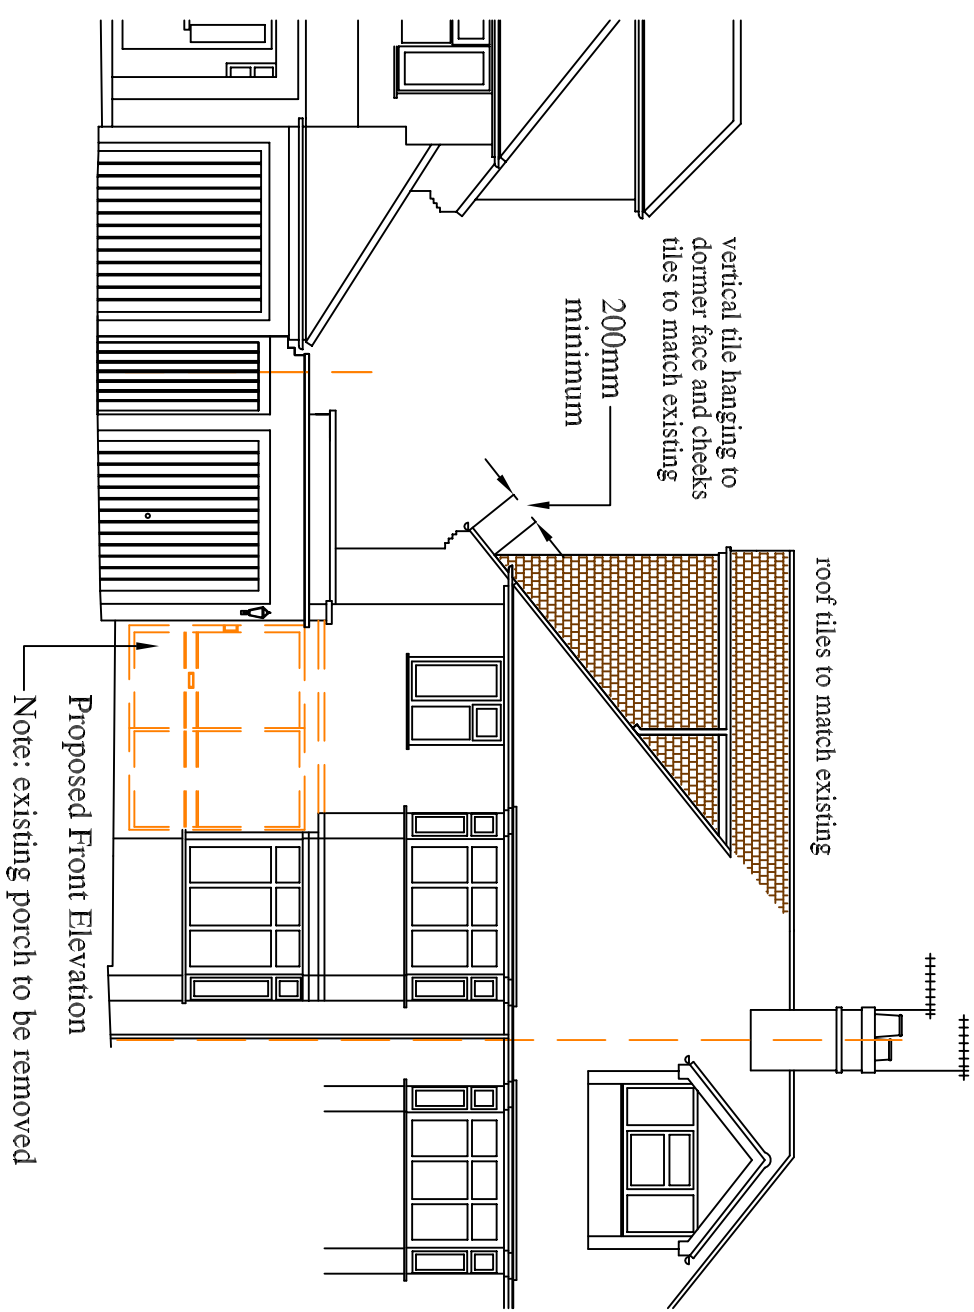 roof tiles to match existing
vertical tile hanging to
dormer face and cheeks
tiles to match existing
200mm
minimum
Proposed Front Elevation
Note: existing porch to be removed